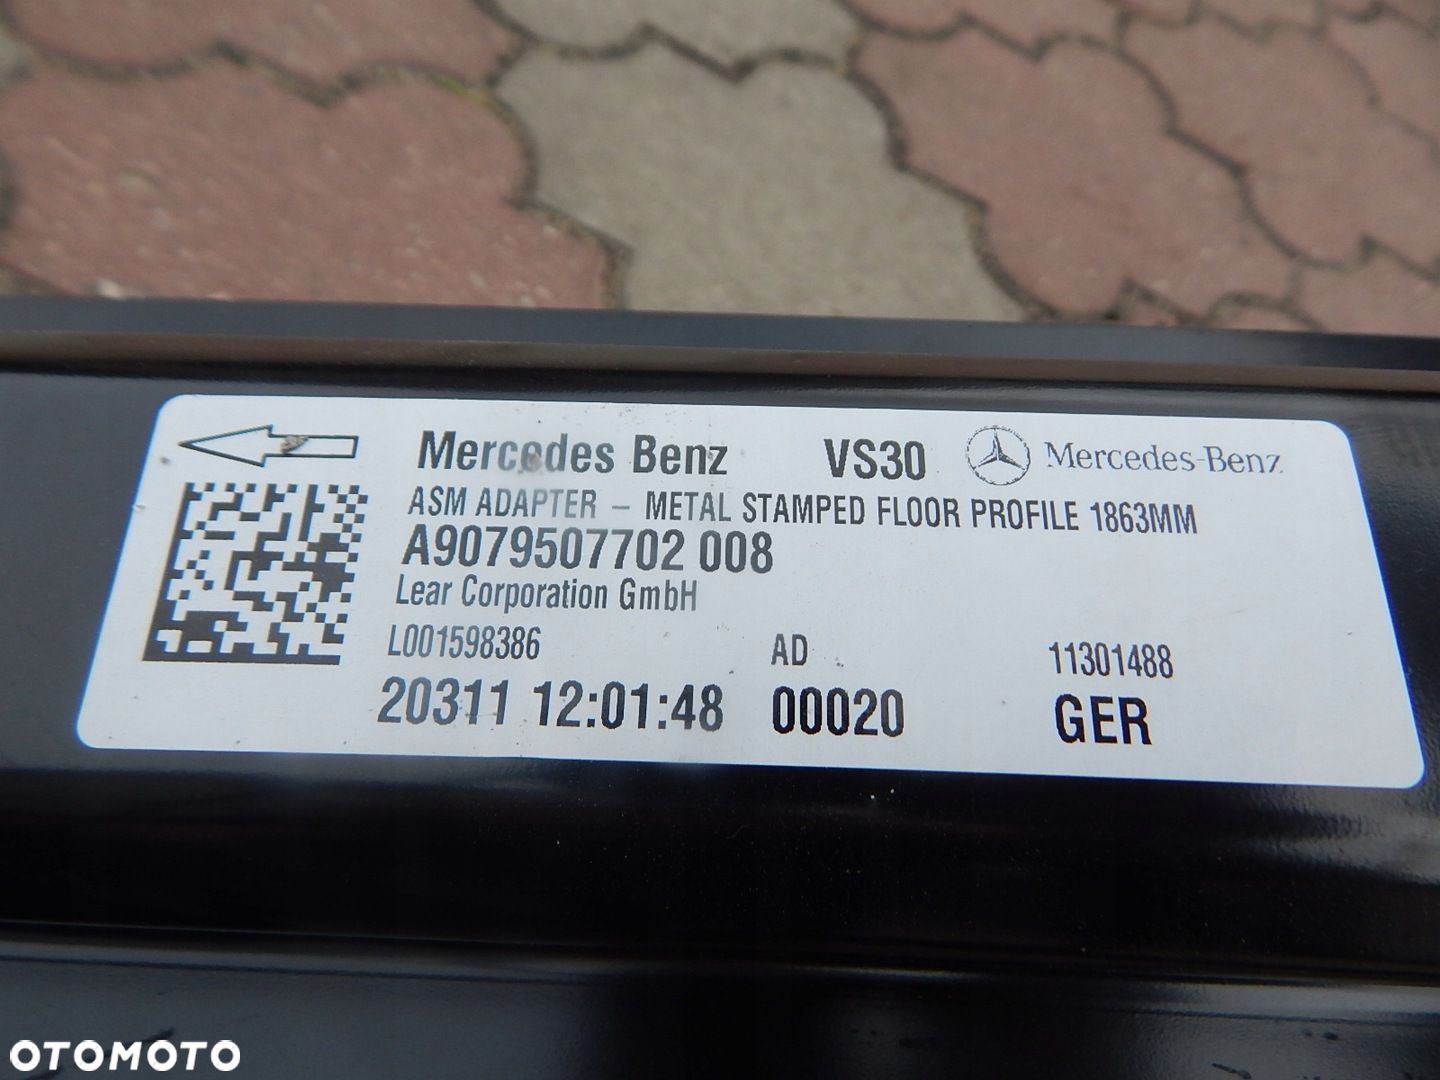 Mercedes Benz VS30 Mercedes-Benz
ASM ADAPTER - METAL STAMPED FLOOR PROFILE 1863MM
A9079507702 008
Lear Corporation GmbH
L001598386 AD 11301488
20311 12:01:48 00020 GER
OTOMOTO